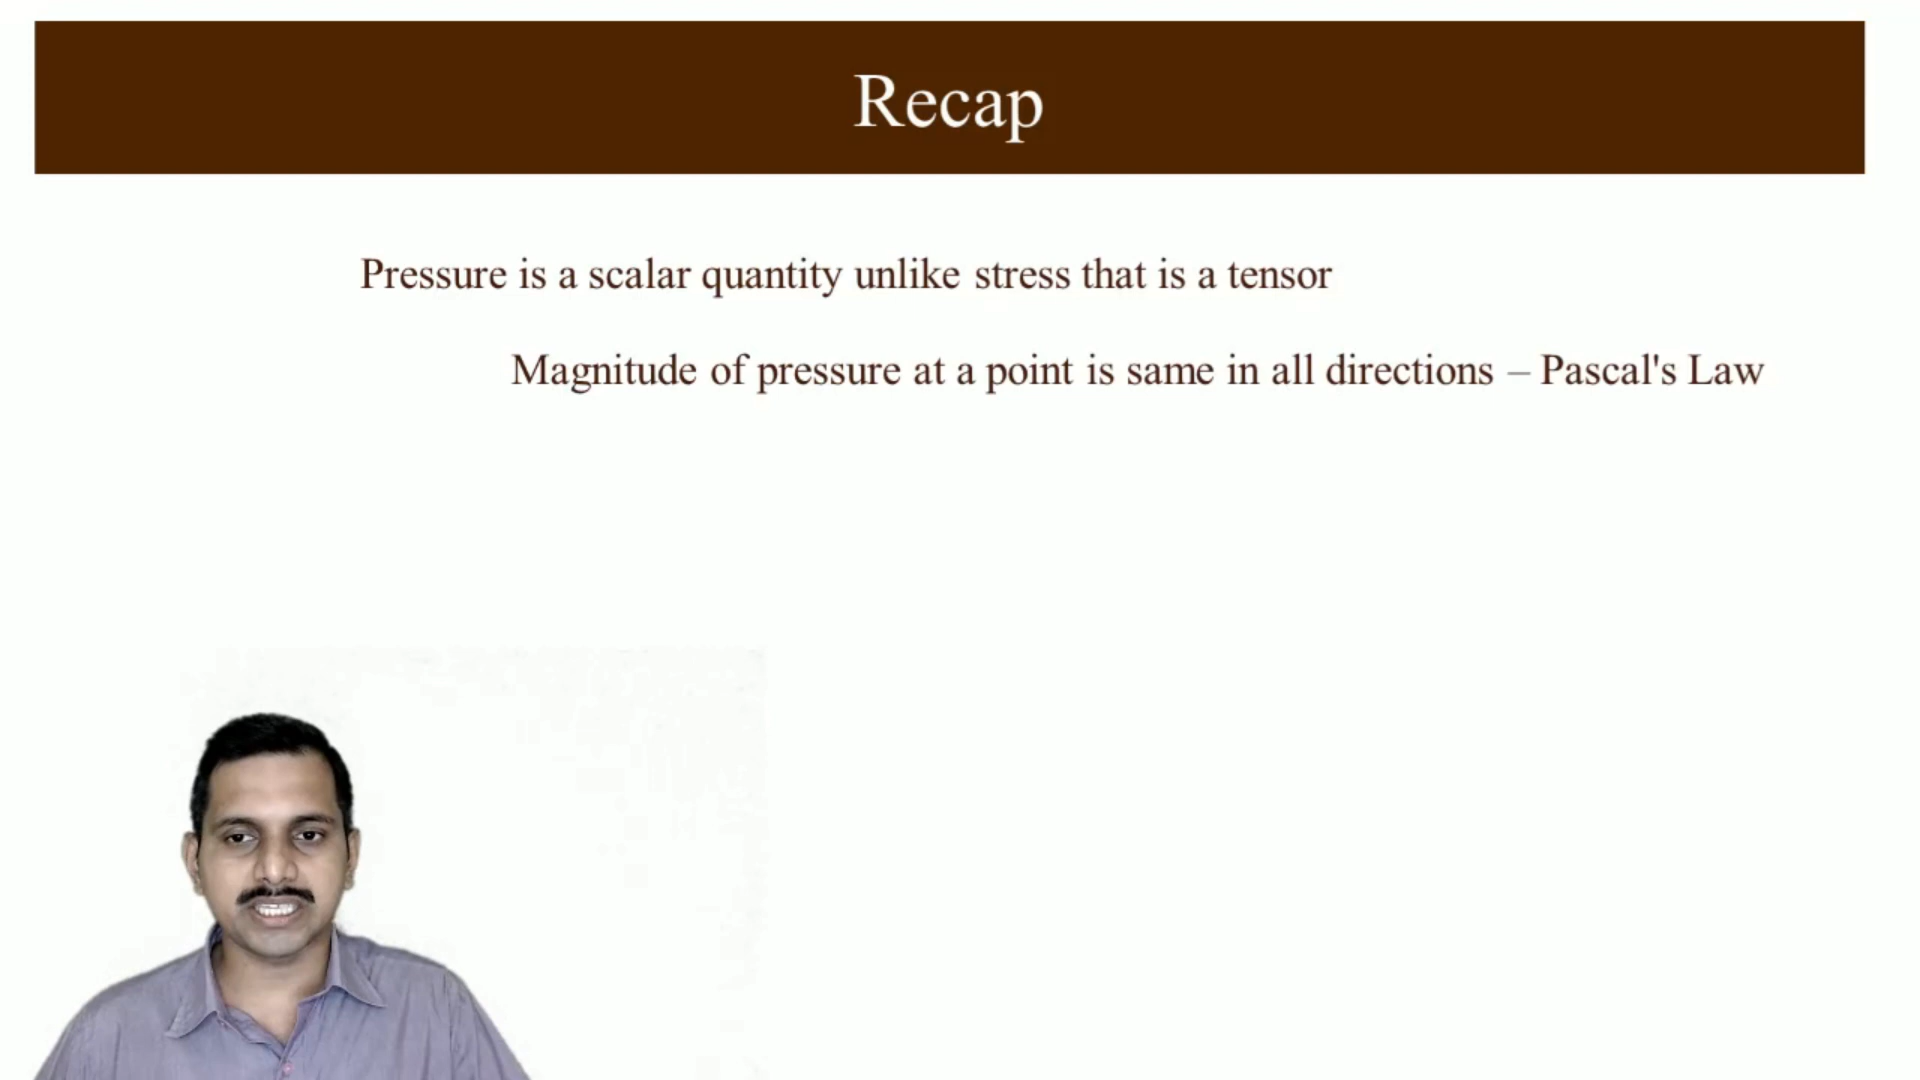 Recap
Pressure is a scalar quantity unlike stress that is a tensor
Magnitude of pressure at a point is same in all directions – Pascal's Law